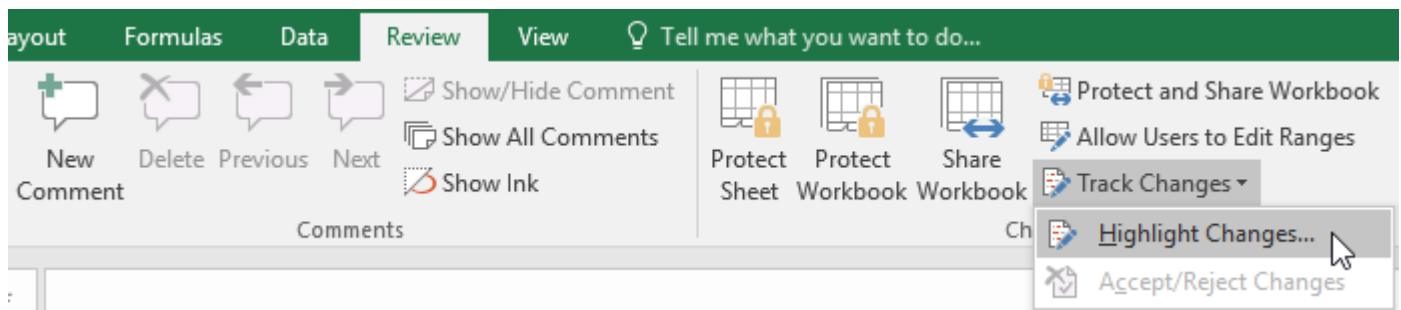 ayout Formulas Data Review View Tell me what you want to do...
New Comment
Delete Previous Next
Show/Hide Comment
Show All Comments
Show Ink
Comments
Protect Sheet
Protect Workbook
Share Workbook
Protect and Share Workbook
Allow Users to Edit Ranges
Track Changes
Ch
Highlight Changes...
Accept/Reject Changes